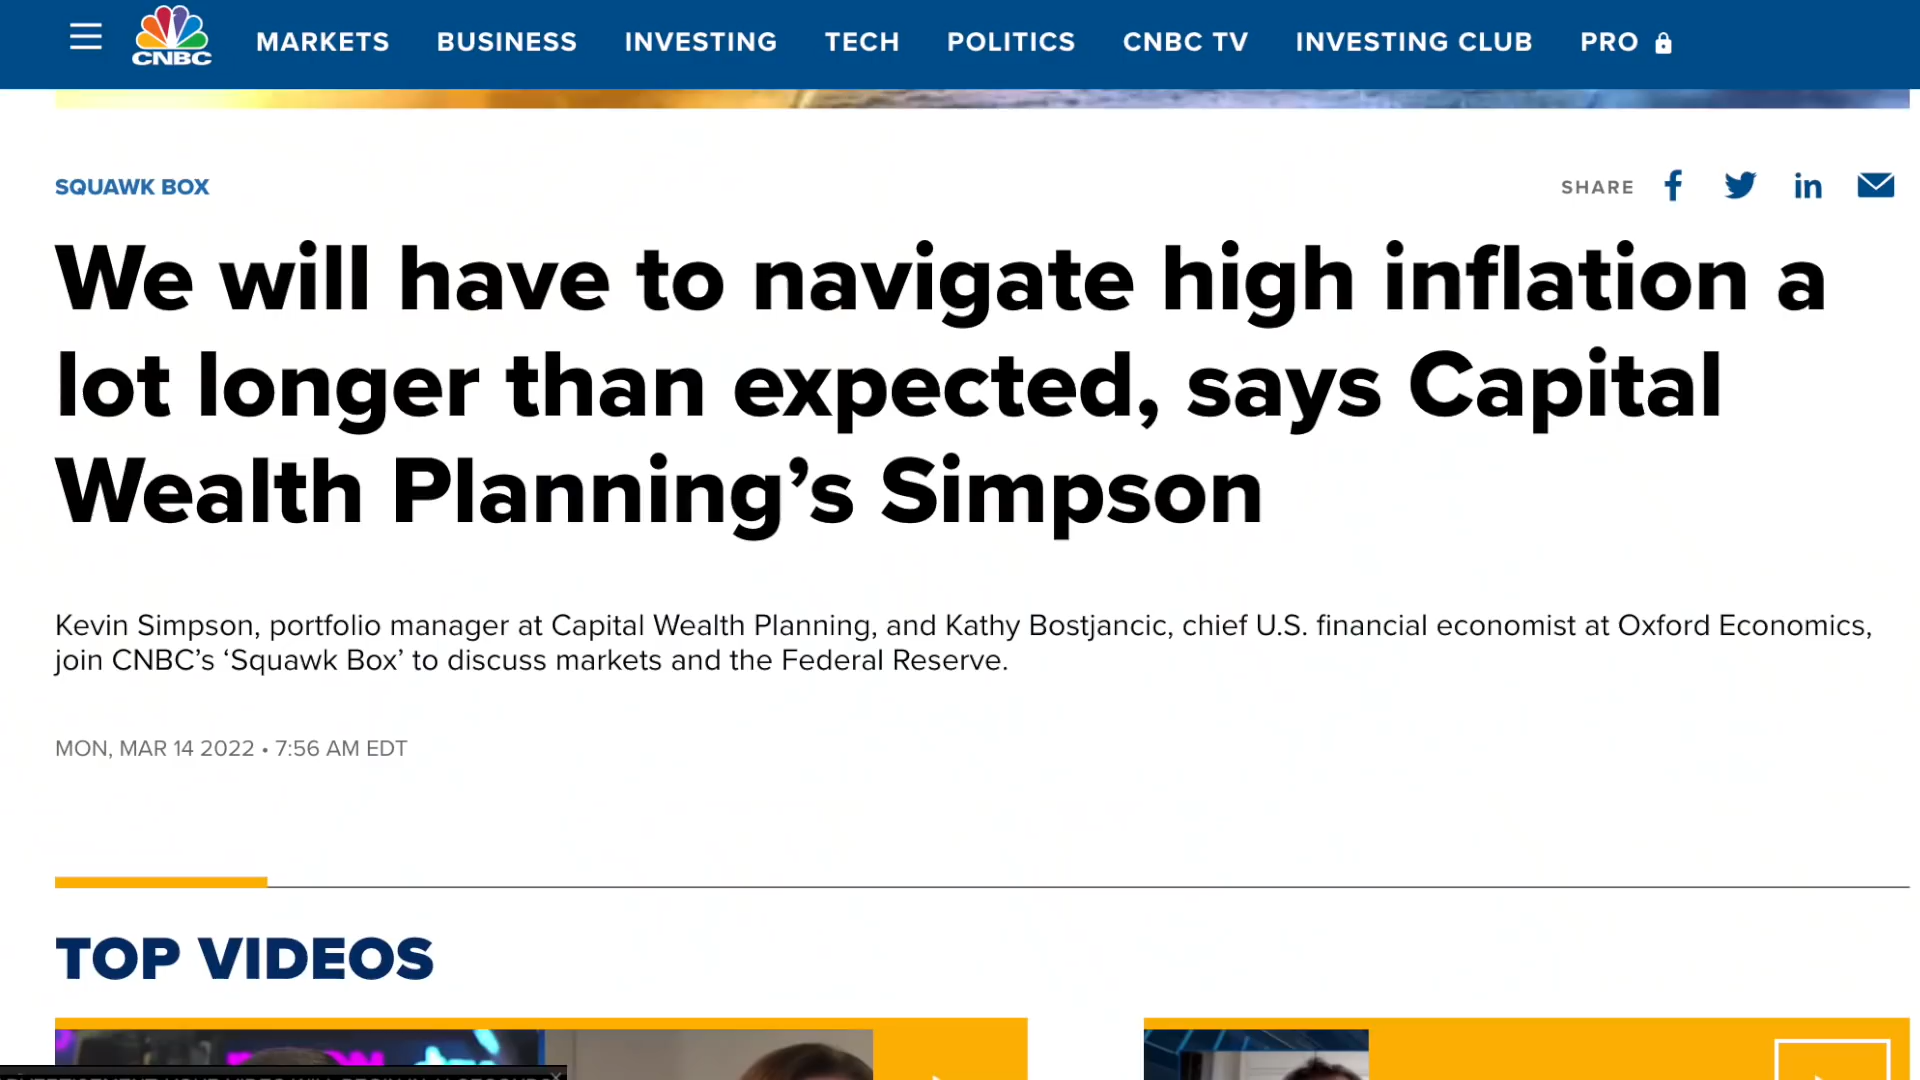 CNBC MARKETS BUSINESS INVESTING TECH POLITICS CNBC TV INVESTING CLUB PRO
SQUAWK BOX
SHARE
We will have to navigate high inflation a
lot longer than expected, says Capital
Wealth Planning’s Simpson
Kevin Simpson, portfolio manager at Capital Wealth Planning, and Kathy Bostjancic, chief U.S. financial economist at Oxford Economics,
join CNBC’s ‘Squawk Box’ to discuss markets and the Federal Reserve.
MON, MAR 14 2022 • 7:56 AM EDT
TOP VIDEOS